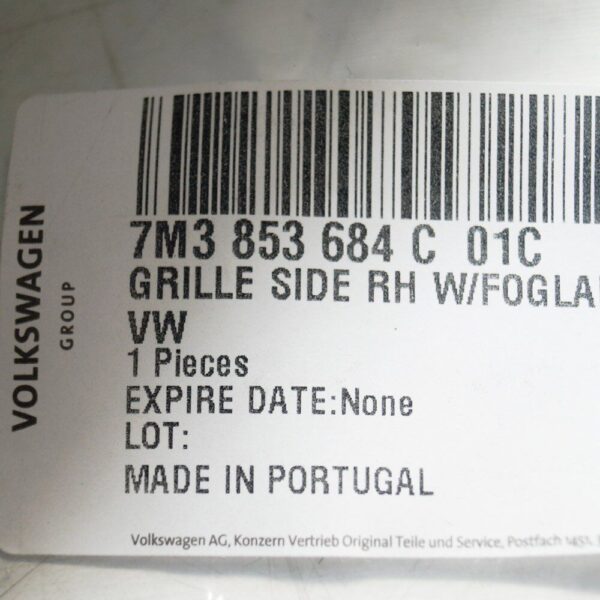 VOLKSWAGEN
GROUP
7M3 853 684 C 01C
GRILLE SIDE RH W/FOGLA
VW
1 Pieces
EXPIRE DATE:None
LOT:
MADE IN PORTUGAL
Volkswagen AG, Konzern Vertrieb Original Teile und Service, Postfach